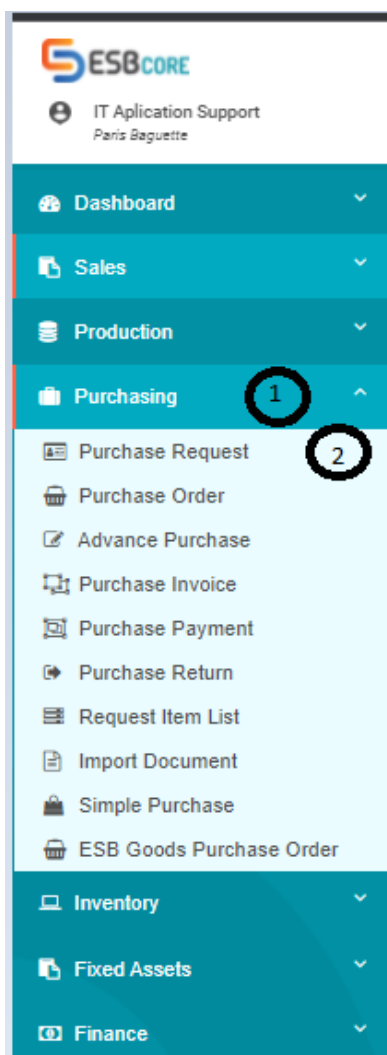 ESBCORE
IT Aplication Support
Paris Baguette
Dashboard
Sales
Production
Purchasing 1
Purchase Request 2
Purchase Order
Advance Purchase
Purchase Invoice
Purchase Payment
Purchase Return
Request Item List
Import Document
Simple Purchase
ESB Goods Purchase Order
Inventory
Fixed Assets
Finance